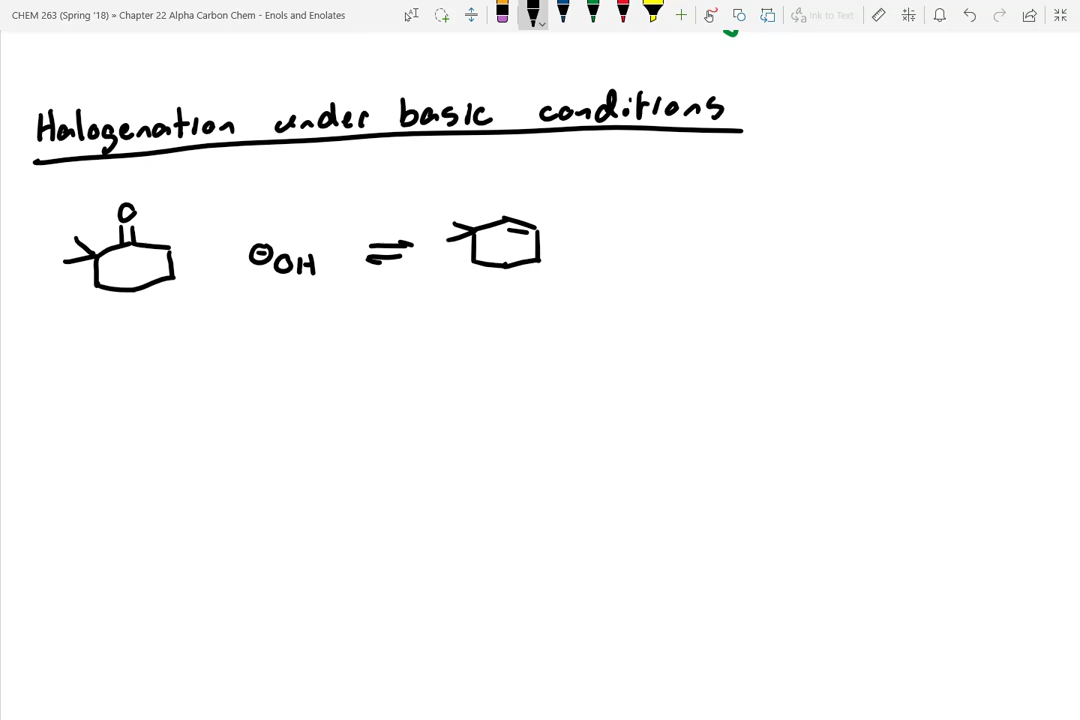 CHEM 263 (Spring '18) » Chapter 22 Alpha Carbon Chem - Enols and Enolates
Ink to Text
Halogenation under basic conditions
O
⊖OH ⇌